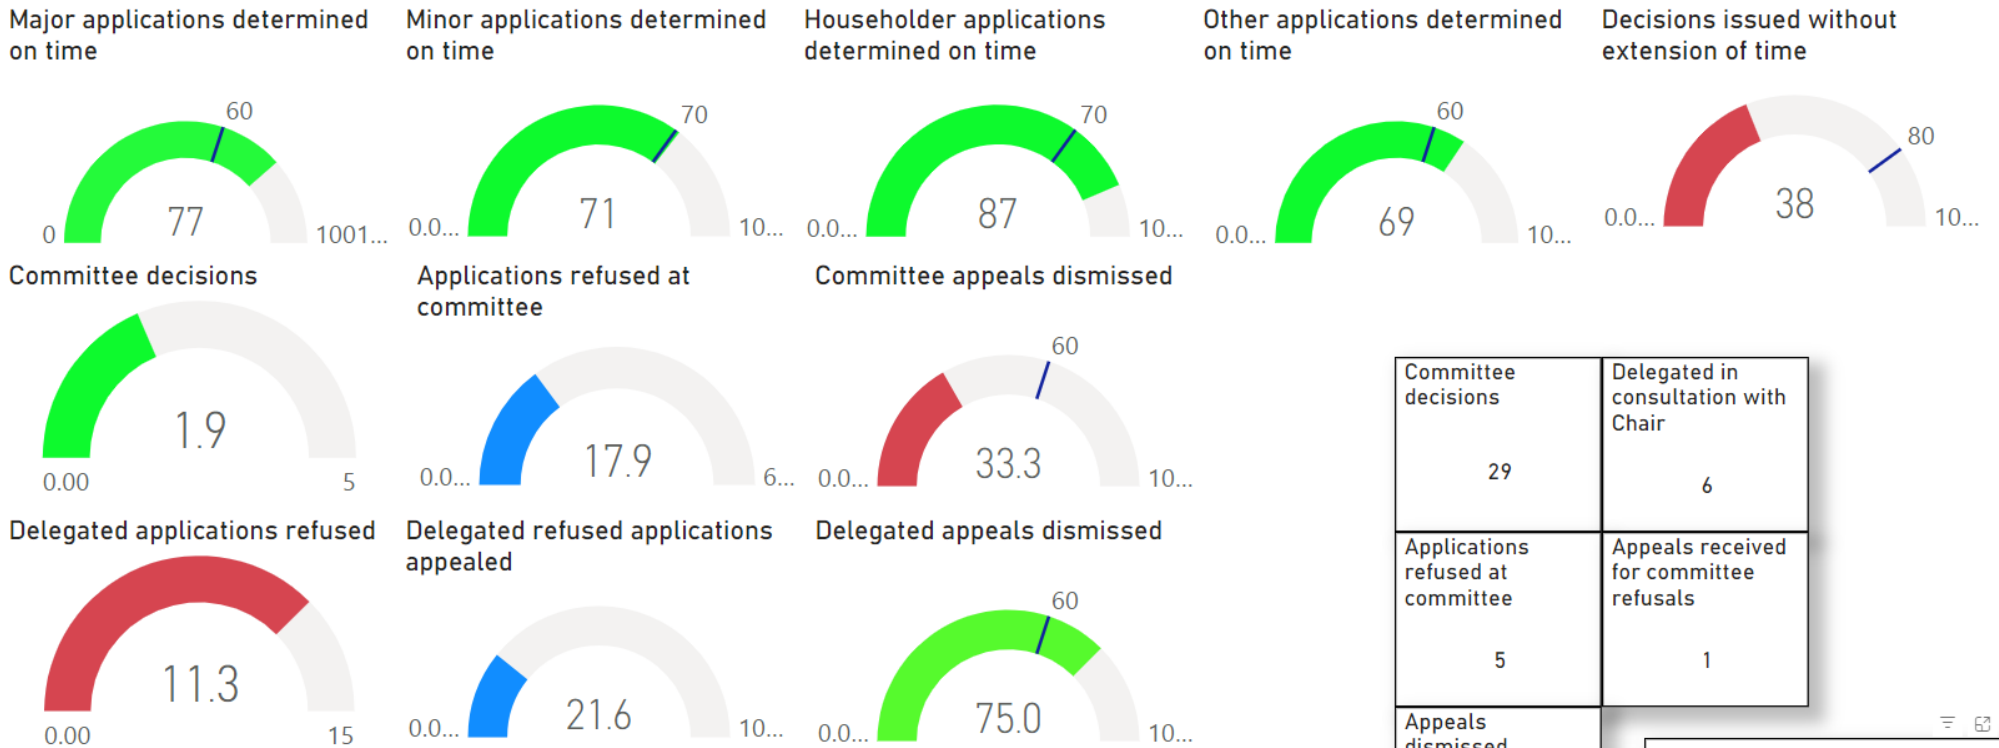 Major applications determined
on time
60
77
0
1001...
Minor applications determined
on time
70
71
0.0...
10...
Householder applications
determined on time
70
87
0.0...
10...
Other applications determined
on time
60
69
0.0...
10...
Decisions issued without
extension of time
80
38
0.0...
10...
Committee decisions
1.9
0.00
5
Applications refused at
committee
17.9
0.0...
6...
Committee appeals dismissed
60
33.3
0.0...
10...
Delegated applications refused
11.3
0.00
15
Delegated refused applications
appealed
21.6
0.0...
10...
Delegated appeals dismissed
60
75.0
0.0...
10...
Committee
decisions
29
Delegated in
consultation with
Chair
6
Applications
refused at
committee
5
Appeals received
for committee
refusals
1
Appeals
dismissed